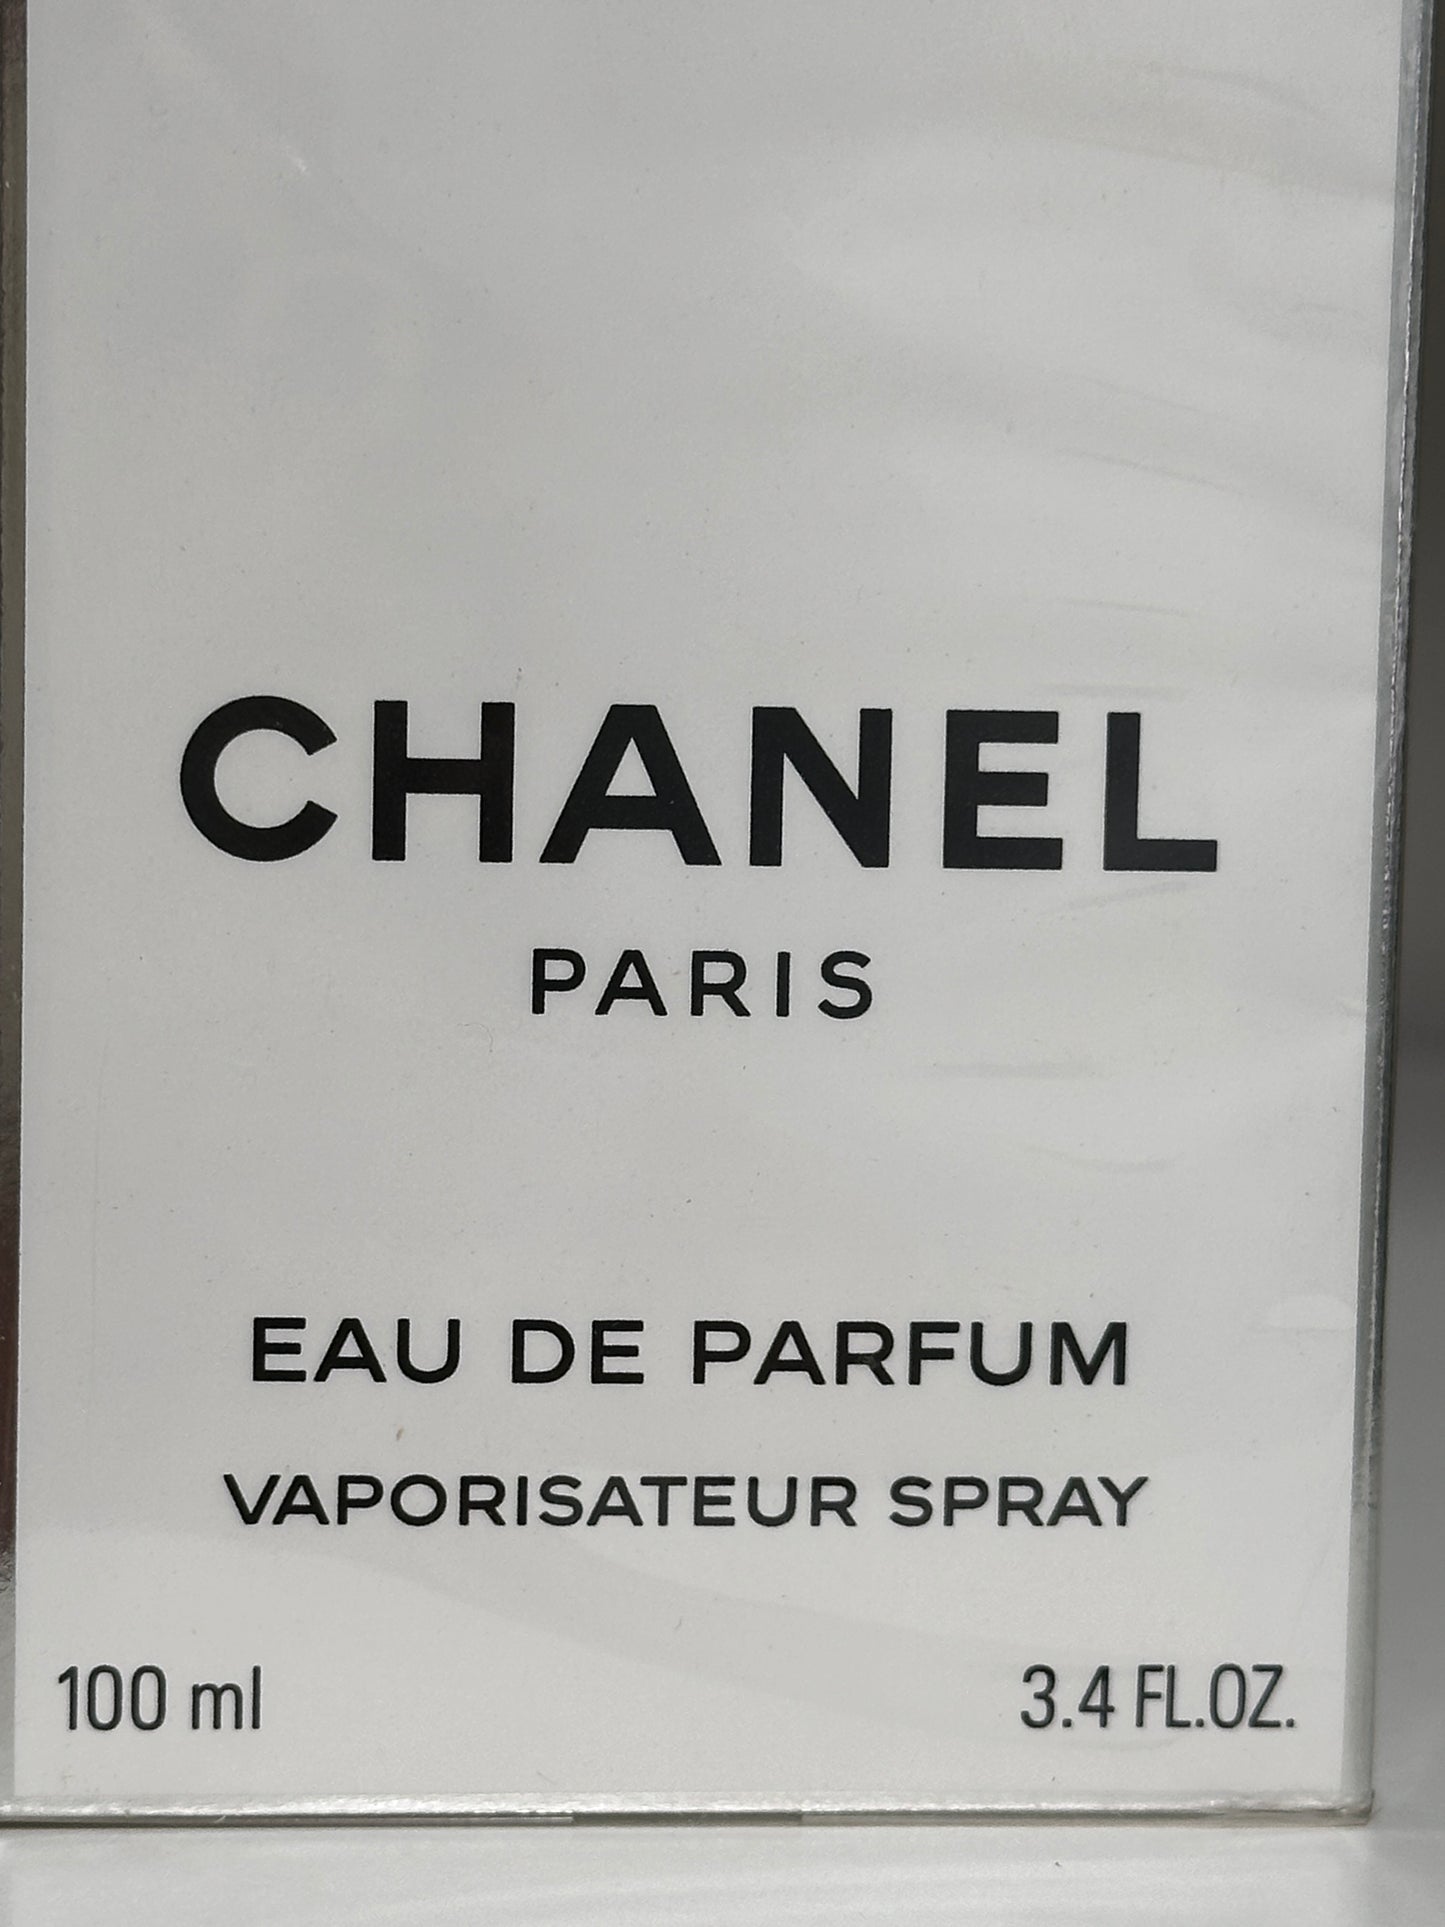 CHANEL
PARIS
EAU DE PARFUM
VAPORISATEUR SPRAY
100 ml 3.4 FL.OZ.